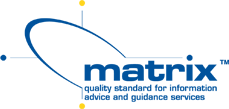 matrix™
quality standard for information
advice and guidance services